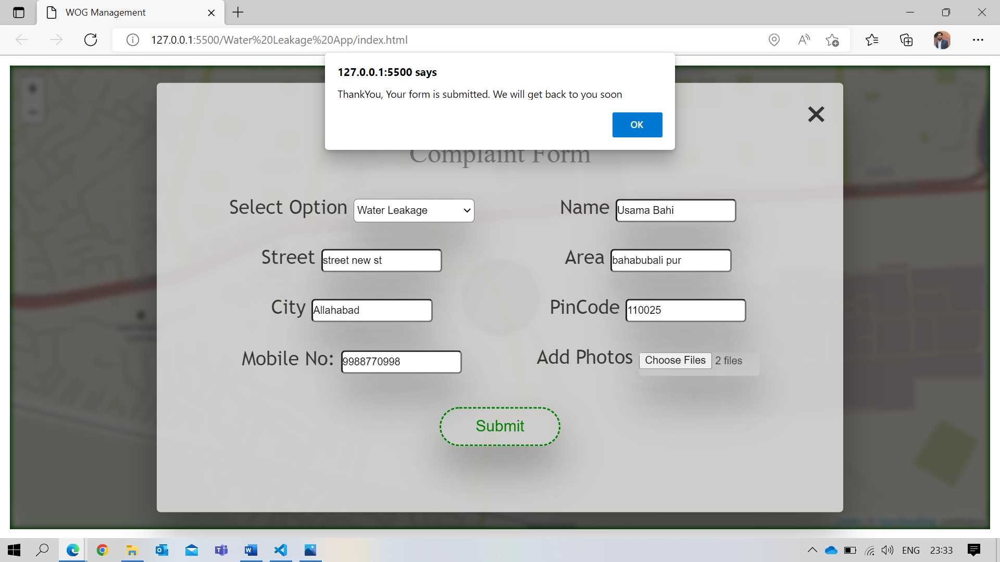 WOG Management
127.0.0.1:5500/Water%20Leakage%20App/index.html
127.0.0.1:5500 says
ThankYou, Your form is submitted. We will get back to you soon
OK
Complaint Form
Select Option Water Leakage
Name Usama Bahi
Street street new st
Area bahabubali pur
City Allahabad
PinCode 110025
Mobile No: 9988770998
Add Photos Choose Files 2 files
Submit
ENG 23:33